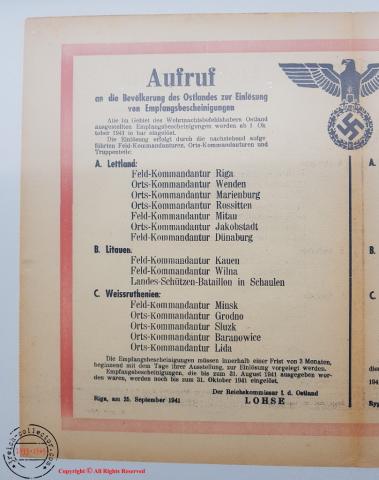 Aufruf
an die Bevölkerung des Ostlandes zur Einlösung
von Empfangsbescheinigungen
Alle im Gebiet des Wehrmachtsbefehlshabers Ostland
ausgestellten Empfangsbescheinigungen werden ab 1 Ok
tober 1941 in bar eingelöst.
Die Einlösung erfolgt durch die nachstehend aufge
führten Feld-Kommandanturen, Orts-Kommandanturen und
Truppenteile:
A. Lettland:
Feld-Kommandantur Riga
Orts-Kommandantur Wenden
Orts-Kommandantur Marienburg
Orts-Kommandantur Rossitten
Feld-Kommandantur Mitau
Orts-Kommandantur Jakobstadt
Feld-Kommandantur Dünaburg
B. Litauen.
Feld-Kommandantur Kauen
Feld-Kommandantur Wilna
Landes-Schützen-Bataillon in Schaulen
C. Weissruthenien:
Feld-Kommandantur Minsk
Orts-Kommandantur Grodno
Orts-Kommandantur Sluzk
Orts-Kommandantur Baranowice
Orts-Kommandantur Lida
Die Empfangsbescheinigungen müssen innerhalb einer Frist von 2 Monaten,
beginnend mit dem Tage ihrer Ausstellung, zur Einlösung vorgelegt werden.
Empfangsbescheinigungen, die bis zum 31. August 1941 ausgegeben wor-
den waren, werden noch bis zum 31. Oktober 1941 eingelöst.
Der Reichskommissar f. d. Ostland
Riga, am 25. September 1941
LOHSE
A.
B.
C.
die
Ryg
reich-collector.com
Copyright © All Rights Reserved